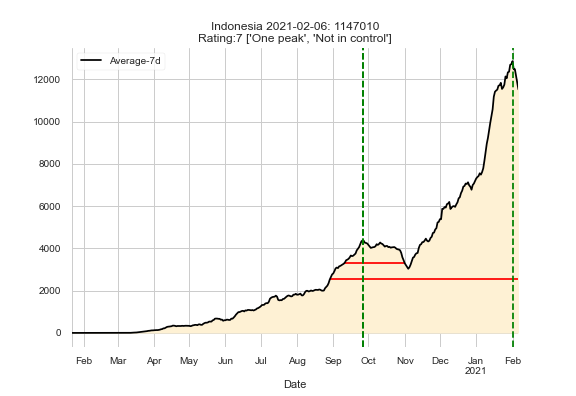 Indonesia 2021-02-06: 1147010
Rating:7 ['One peak', 'Not in control']
Average-7d
12000
10000
8000
6000
4000
2000
0
Feb Mar Apr May Jun Jul Aug Sep Oct Nov Dec Jan Feb
2021
Date